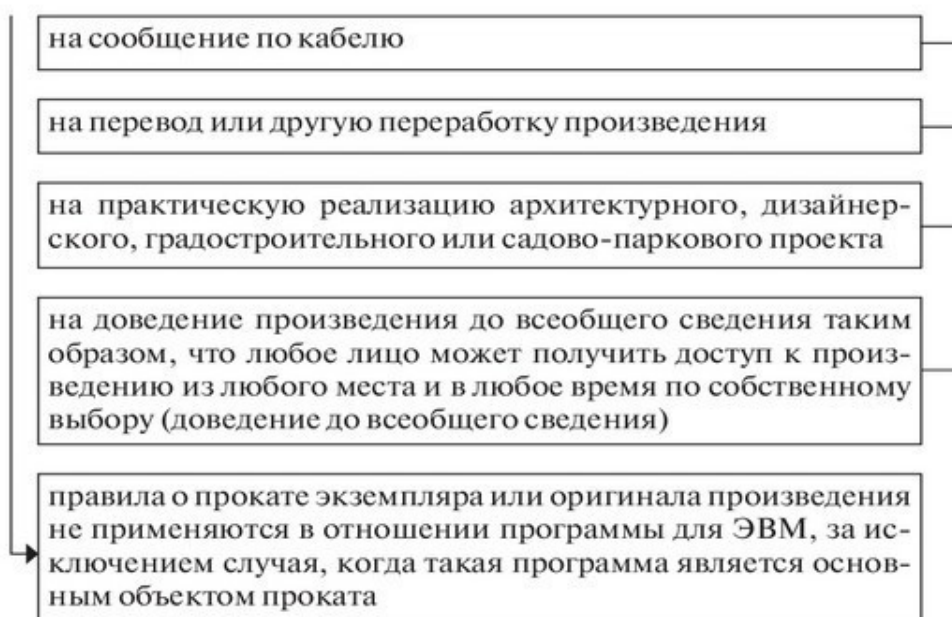 на сообщение по кабелю
на перевод или другую переработку произведения
на практическую реализацию архитектурного, дизайнер-
ского, градостроительного или садово-паркового проекта
на доведение произведения до всеобщего сведения таким
образом, что любое лицо может получить доступ к произ-
ведению из любого места и в любое время по собственному
выбору (доведение до всеобщего сведения)
правила о прокате экземпляра или оригинала произведения
не применяются в отношении программы для ЭВМ, за ис-
ключением случая, когда такая программа является основ-
ным объектом проката